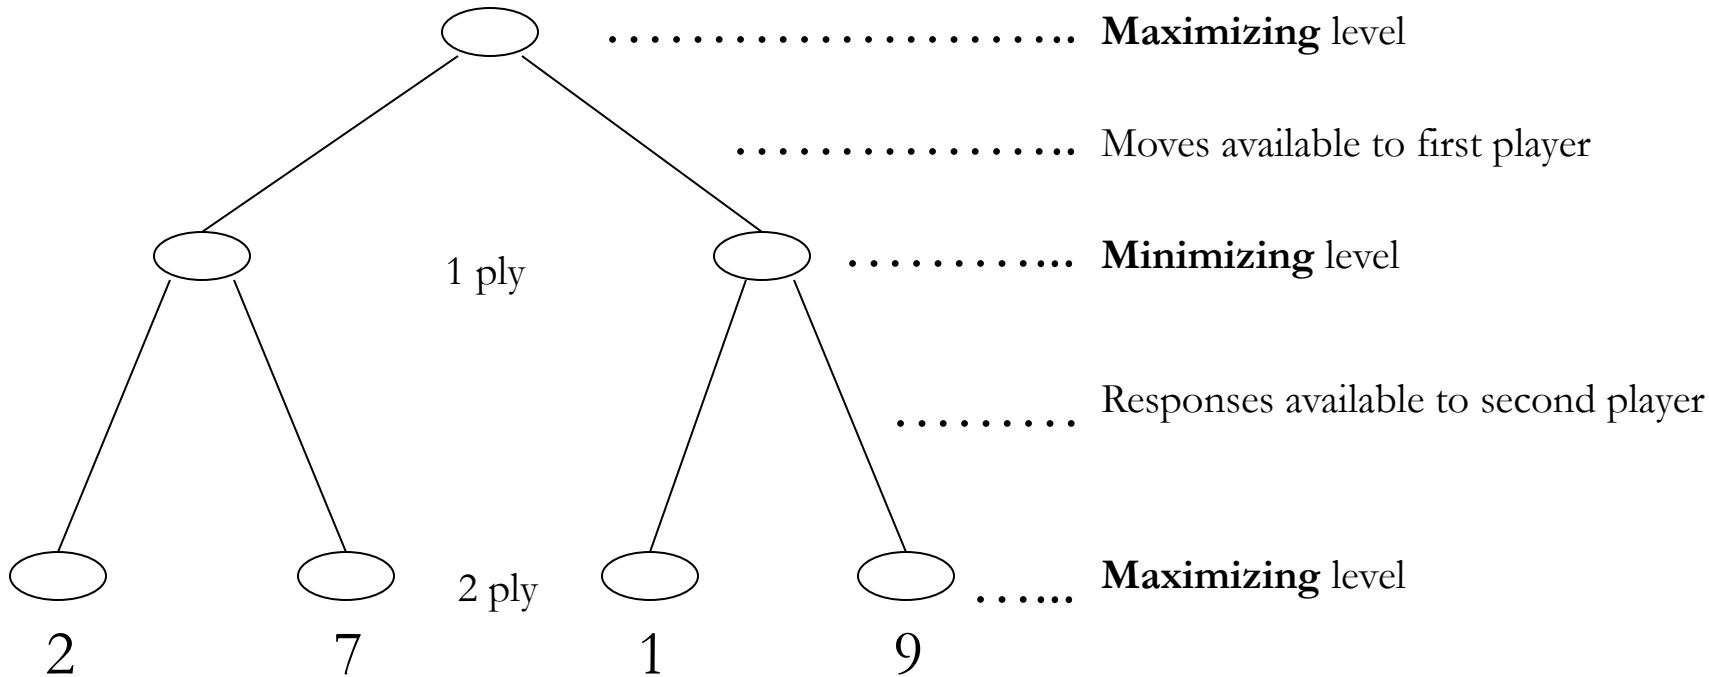 Maximizing level
Moves available to first player
1 ply
Minimizing level
Responses available to second player
2 ply
Maximizing level
2 7 1 9